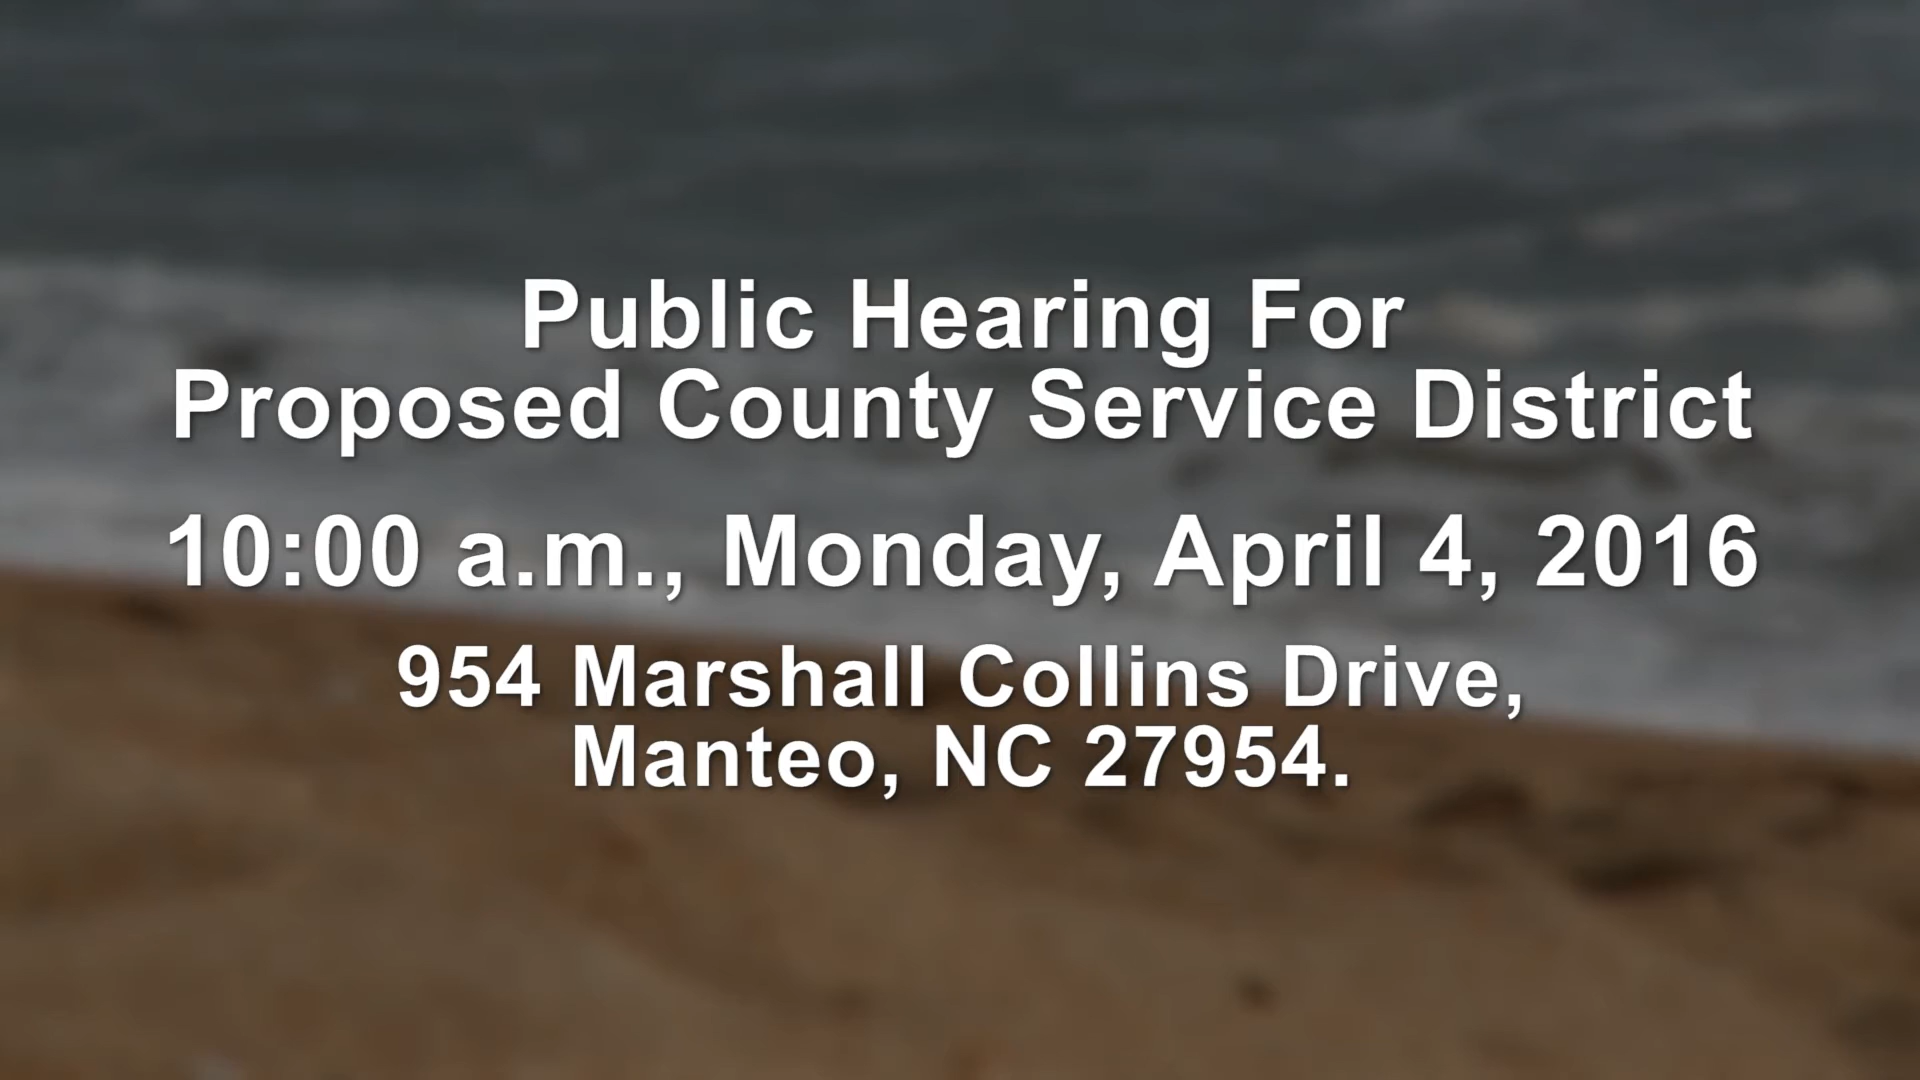 Public Hearing For
Proposed County Service District
10:00 a.m., Monday, April 4, 2016
954 Marshall Collins Drive,
Manteo, NC 27954.